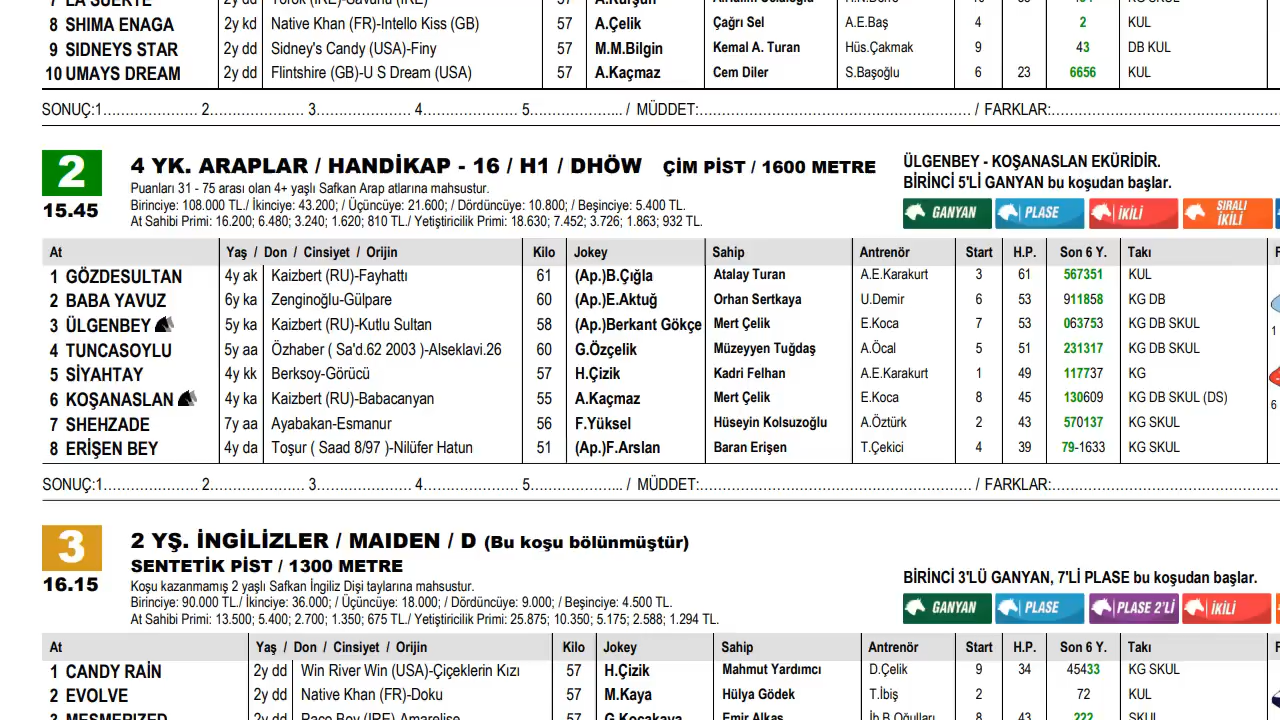 8 SHIMA ENAGA 2y kd Native Khan (FR)-Intello Kiss (GB) 57 A.Çelik Çağrı Sel A.E.Baş 4 2 KUL
9 SIDNEYS STAR 2y dd Sidney's Candy (USA)-Finy 57 M.M.Bilgin Kemal A. Turan Hüs.Çakmak 9 43 DB KUL
10 UMAYS DREAM 2y dd Flintshire (GB)-U S Dream (USA) 57 A.Kaçmaz Cem Diler S.Başoğlu 6 23 6656 KUL
SONUÇ:1…………………… 2…………………… 3…………………… 4…………………… 5…………………... / MÜDDET:…………………………………………………………… / FARKLAR:……………………………………………………
2 4 YK. ARAPLAR / HANDİKAP - 16 / H1 / DHÖW ÇİM PİST / 1600 METRE
15.45
Puanları 31 - 75 arası olan 4+ yaşlı Safkan Arap atlarına mahsustur.
Birinciye: 108.000 TL./ İkinciye: 43.200; / Üçüncüye: 21.600; / Dördüncüye: 10.800; / Beşinciye: 5.400 TL.
At Sahibi Primi: 16.200; 6.480; 3.240; 1.620; 810 TL./ Yetiştiricilik Primi: 18.630; 7.452; 3.726; 1.863; 932 TL.
ÜLGENBEY - KOŞANASLAN EKÜRİDİR.
BİRİNCİ 5'Lİ GANYAN bu koşudan başlar.
GANYAN PLASE İKİLİ SIRALI İKİLİ
At Yaş / Don / Cinsiyet / Orijin Kilo Jokey Sahip Antrenör Start H.P. Son 6 Y. Takı
1 GÖZDESULTAN 4y ak Kaizbert (RU)-Fayhattı 61 (Ap.)B.Çığla Atalay Turan A.E.Karakurt 3 61 567351 KUL
2 BABA YAVUZ 6y ka Zenginoğlu-Gülpare 60 (Ap.)E.Aktuğ Orhan Sertkaya U.Demir 6 53 911858 KG DB
3 ÜLGENBEY 5y ka Kaizbert (RU)-Kutlu Sultan 58 (Ap.)Berkant Gökçe Mert Çelik E.Koca 7 53 063753 KG DB SKUL
4 TUNCASOYLU 5y aa Özhaber ( Sa'd.62 2003 )-Alseklavi.26 60 G.Özçelik Müzeyyen Tuğdaş A.Öcal 5 51 231317 KG DB SKUL
5 SİYAHTAY 4y kk Berksoy-Görücü 57 H.Çizik Kadri Felhan A.E.Karakurt 1 49 117737 KG
6 KOŞANASLAN 4y ka Kaizbert (RU)-Babacanyan 55 A.Kaçmaz Mert Çelik E.Koca 8 45 130609 KG DB SKUL (DS)
7 SHEHZADE 7y aa Ayabakan-Esmanur 56 F.Yüksel Hüseyin Kolsuzoğlu A.Öztürk 2 43 570137 KG SKUL
8 ERİŞEN BEY 4y da Toşur ( Saad 8/97 )-Nilüfer Hatun 51 (Ap.)F.Arslan Baran Erişen T.Çekici 4 39 79-1633 KG SKUL
1
6
SONUÇ:1…………………… 2…………………… 3…………………… 4…………………… 5…………………... / MÜDDET:…………………………………………………………… / FARKLAR:……………………………………………………
3 2 YŞ. İNGİLİZLER / MAIDEN / D (Bu koşu bölünmüştür)
SENTETİK PİST / 1300 METRE
16.15
Koşu kazanmamış 2 yaşlı Safkan İngiliz Dişi taylarına mahsustur.
Birinciye: 90.000 TL./ İkinciye: 36.000; / Üçüncüye: 18.000; / Dördüncüye: 9.000; / Beşinciye: 4.500 TL.
At Sahibi Primi: 13.500; 5.400; 2.700; 1.350; 675 TL./ Yetiştiricilik Primi: 25.875; 10.350; 5.175; 2.588; 1.294 TL.
BİRİNCİ 3'LÜ GANYAN, 7'Lİ PLASE bu koşudan başlar.
GANYAN PLASE PLASE 2'Lİ İKİLİ
At Yaş / Don / Cinsiyet / Orijin Kilo Jokey Sahip Antrenör Start H.P. Son 6 Y. Takı
1 CANDY RAİN 2y dd Win River Win (USA)-Çiçeklerin Kızı 57 H.Çizik Mahmut Yardımcı D.Çelik 9 34 45433 KG SKUL
2 EVOLVE 2y dd Native Khan (FR)-Doku 57 M.Kaya Hülya Gödek T.İbiş 2 72 KUL